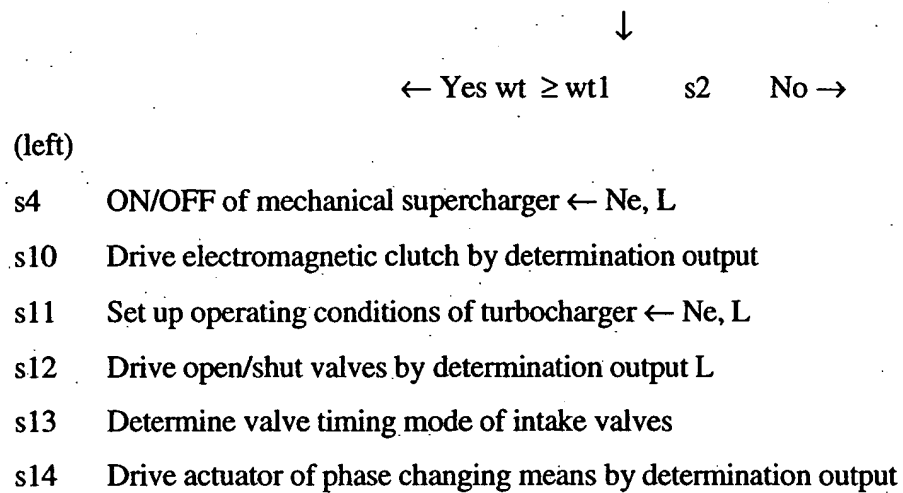 ↓
← Yes wt ≥ wt1 s2 No →
(left)
s4 ON/OFF of mechanical supercharger ← Ne, L
s10 Drive electromagnetic clutch by determination output
s11 Set up operating conditions of turbocharger ← Ne, L
s12 Drive open/shut valves by determination output L
s13 Determine valve timing mode of intake valves
s14 Drive actuator of phase changing means by determination output